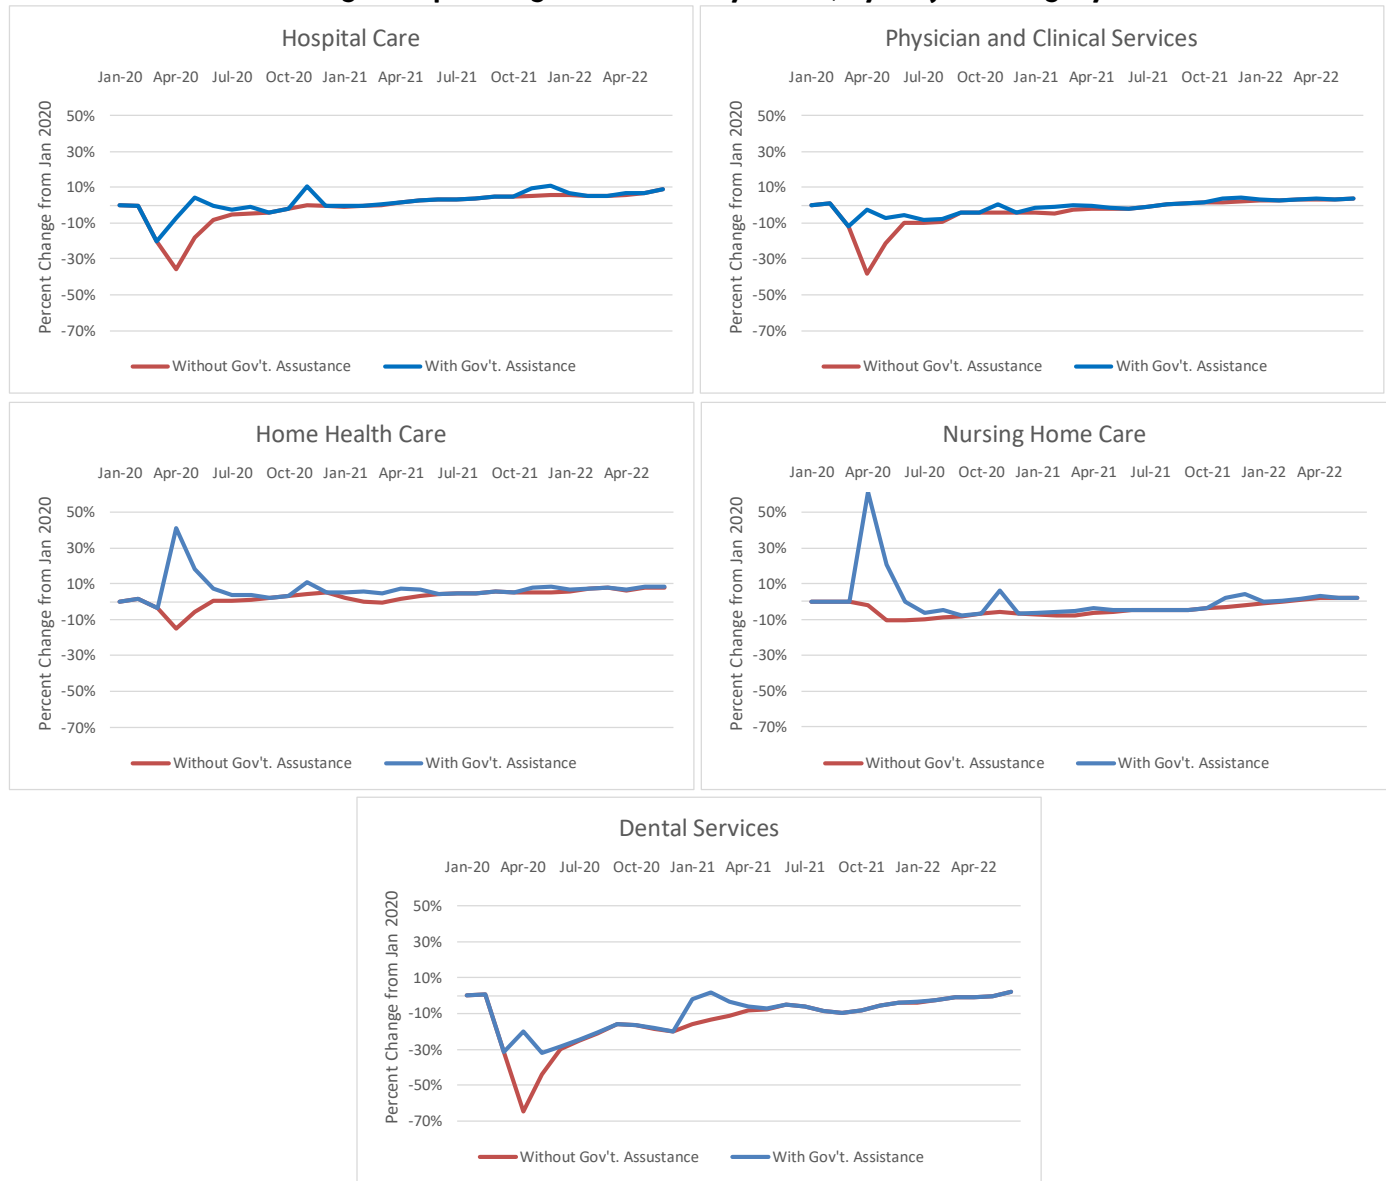 Hospital Care
Jan-20 Apr-20 Jul-20 Oct-20 Jan-21 Apr-21 Jul-21 Oct-21 Jan-22 Apr-22
Percent Change from Jan 2020
50%
30%
10%
-10%
-30%
-50%
-70%
Without Gov't. Assustance With Gov't. Assistance
Physician and Clinical Services
Jan-20 Apr-20 Jul-20 Oct-20 Jan-21 Apr-21 Jul-21 Oct-21 Jan-22 Apr-22
Percent Change from Jan 2020
50%
30%
10%
-10%
-30%
-50%
-70%
Without Gov't. Assustance With Gov't. Assistance
Home Health Care
Jan-20 Apr-20 Jul-20 Oct-20 Jan-21 Apr-21 Jul-21 Oct-21 Jan-22 Apr-22
Percent Change from Jan 2020
50%
30%
10%
-10%
-30%
-50%
-70%
Without Gov't. Assustance With Gov't. Assistance
Nursing Home Care
Jan-20 Apr-20 Jul-20 Oct-20 Jan-21 Apr-21 Jul-21 Oct-21 Jan-22 Apr-22
Percent Change from Jan 2020
50%
30%
10%
-10%
-30%
-50%
-70%
Without Gov't. Assustance With Gov't. Assistance
Dental Services
Jan-20 Apr-20 Jul-20 Oct-20 Jan-21 Apr-21 Jul-21 Oct-21 Jan-22 Apr-22
Percent Change from Jan 2020
50%
30%
10%
-10%
-30%
-50%
-70%
Without Gov't. Assustance With Gov't. Assistance